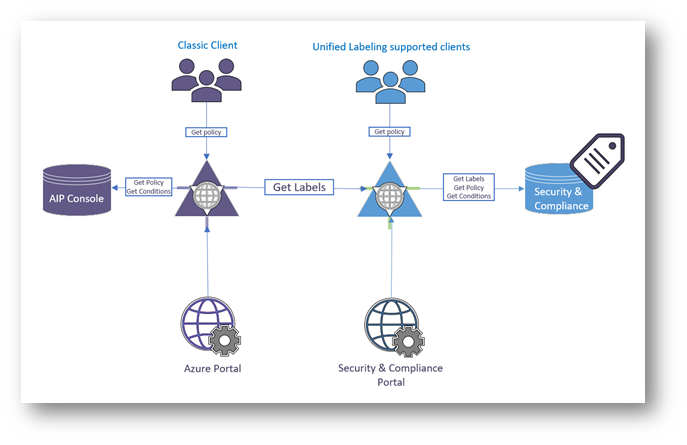 Classic Client
Unified Labeling supported clients
Get policy
Get policy
AIP Console
Get Policy
Get Conditions
Get Labels
Get Labels
Get Policy
Get Conditions
Security &
Compliance
Azure Portal
Security & Compliance
Portal